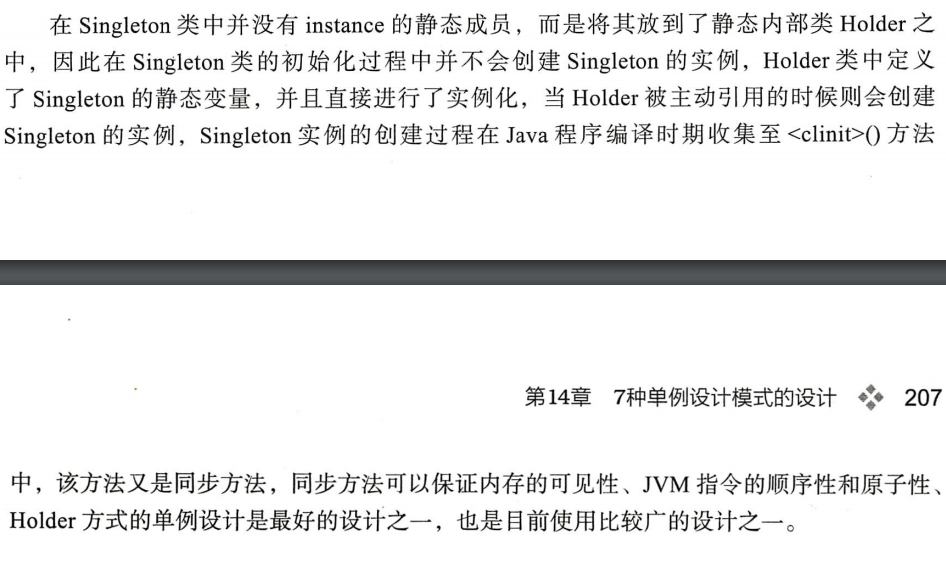 在 Singleton 类中并没有 instance 的静态成员，而是将其放到了静态内部类 Holder 之
中，因此在 Singleton 类的初始化过程中并不会创建 Singleton 的实例，Holder 类中定义
了 Singleton 的静态变量，并且直接进行了实例化，当 Holder 被主动引用的时候则会创建
Singleton 的实例，Singleton 实例的创建过程在 Java 程序编译时期收集至 <clinit>() 方法
第14章 7种单例设计模式的设计 207
中，该方法又是同步方法，同步方法可以保证内存的可见性、JVM 指令的顺序性和原子性、
Holder 方式的单例设计是最好的设计之一，也是目前使用比较广的设计之一。